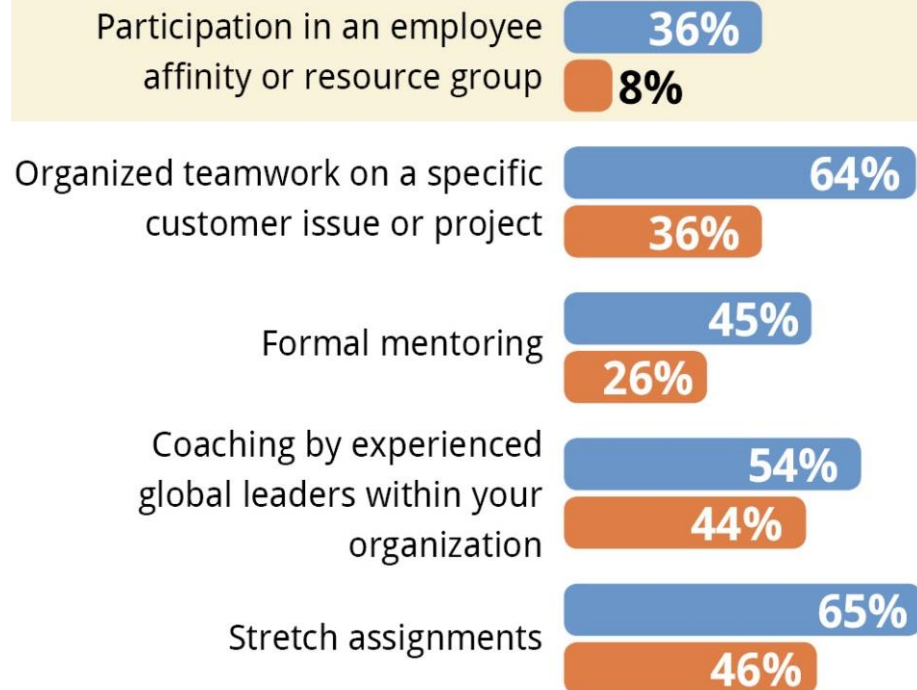 Participation in an employee
affinity or resource group
36%
8%
Organized teamwork on a specific
customer issue or project
64%
36%
Formal mentoring
45%
26%
Coaching by experienced
global leaders within your
organization
54%
44%
Stretch assignments
65%
46%